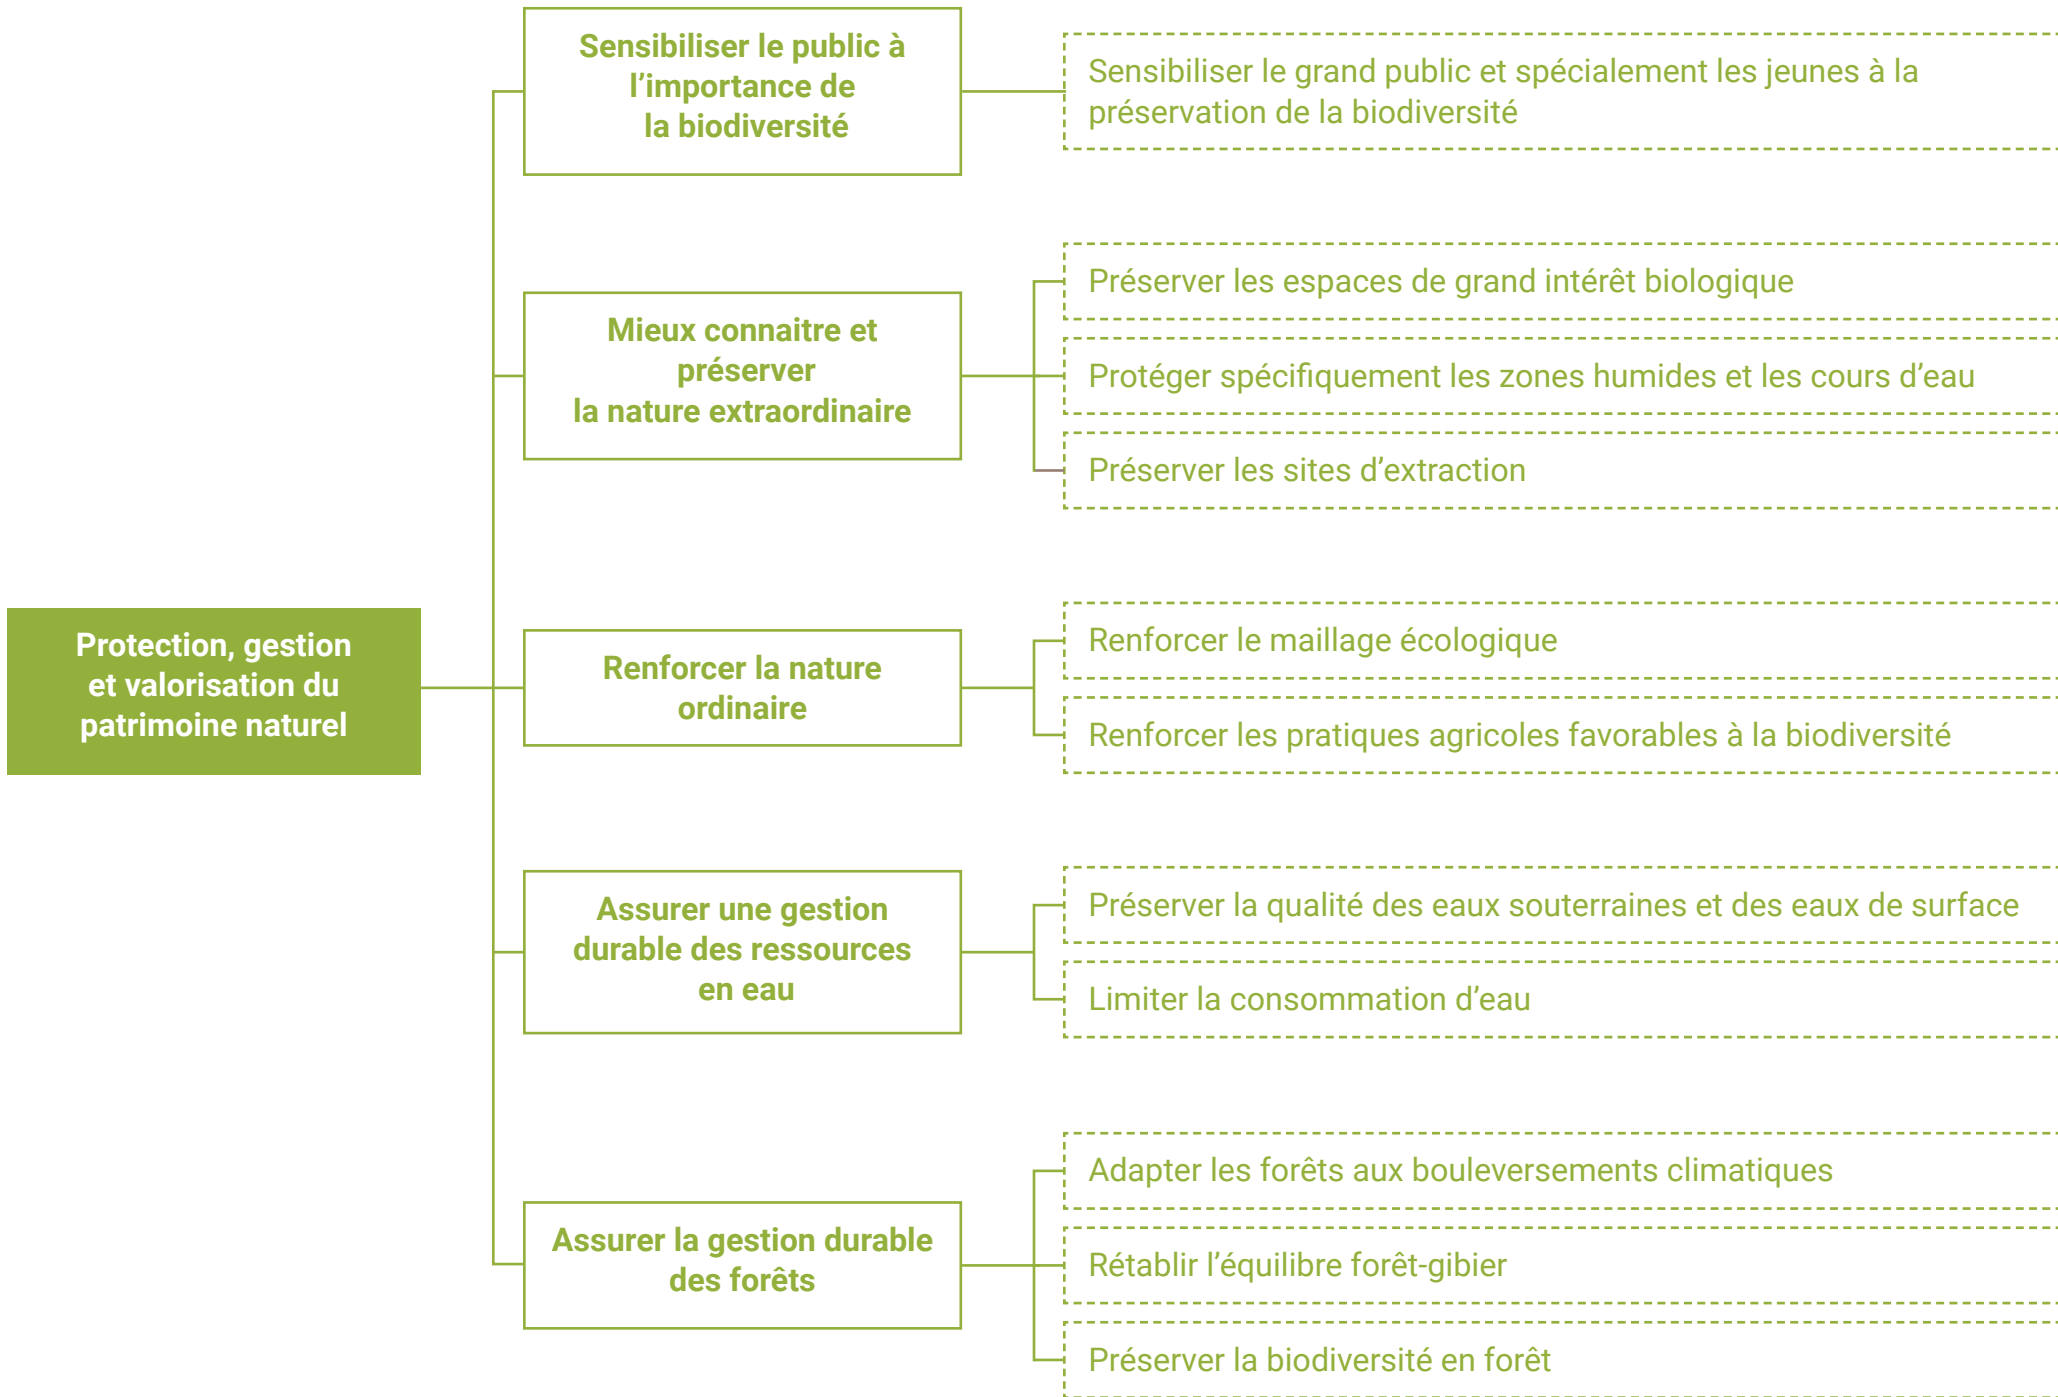 Protection, gestion
et valorisation du
patrimoine naturel
Sensibiliser le public à
l’importance de
la biodiversité
Sensibiliser le grand public et spécialement les jeunes à la
préservation de la biodiversité
Mieux connaitre et
préserver
la nature extraordinaire
Préserver les espaces de grand intérêt biologique
Protéger spécifiquement les zones humides et les cours d’eau
Préserver les sites d’extraction
Renforcer la nature
ordinaire
Renforcer le maillage écologique
Renforcer les pratiques agricoles favorables à la biodiversité
Assurer une gestion
durable des ressources
en eau
Préserver la qualité des eaux souterraines et des eaux de surface
Limiter la consommation d’eau
Assurer la gestion durable
des forêts
Adapter les forêts aux bouleversements climatiques
Rétablir l’équilibre forêt-gibier
Préserver la biodiversité en forêt